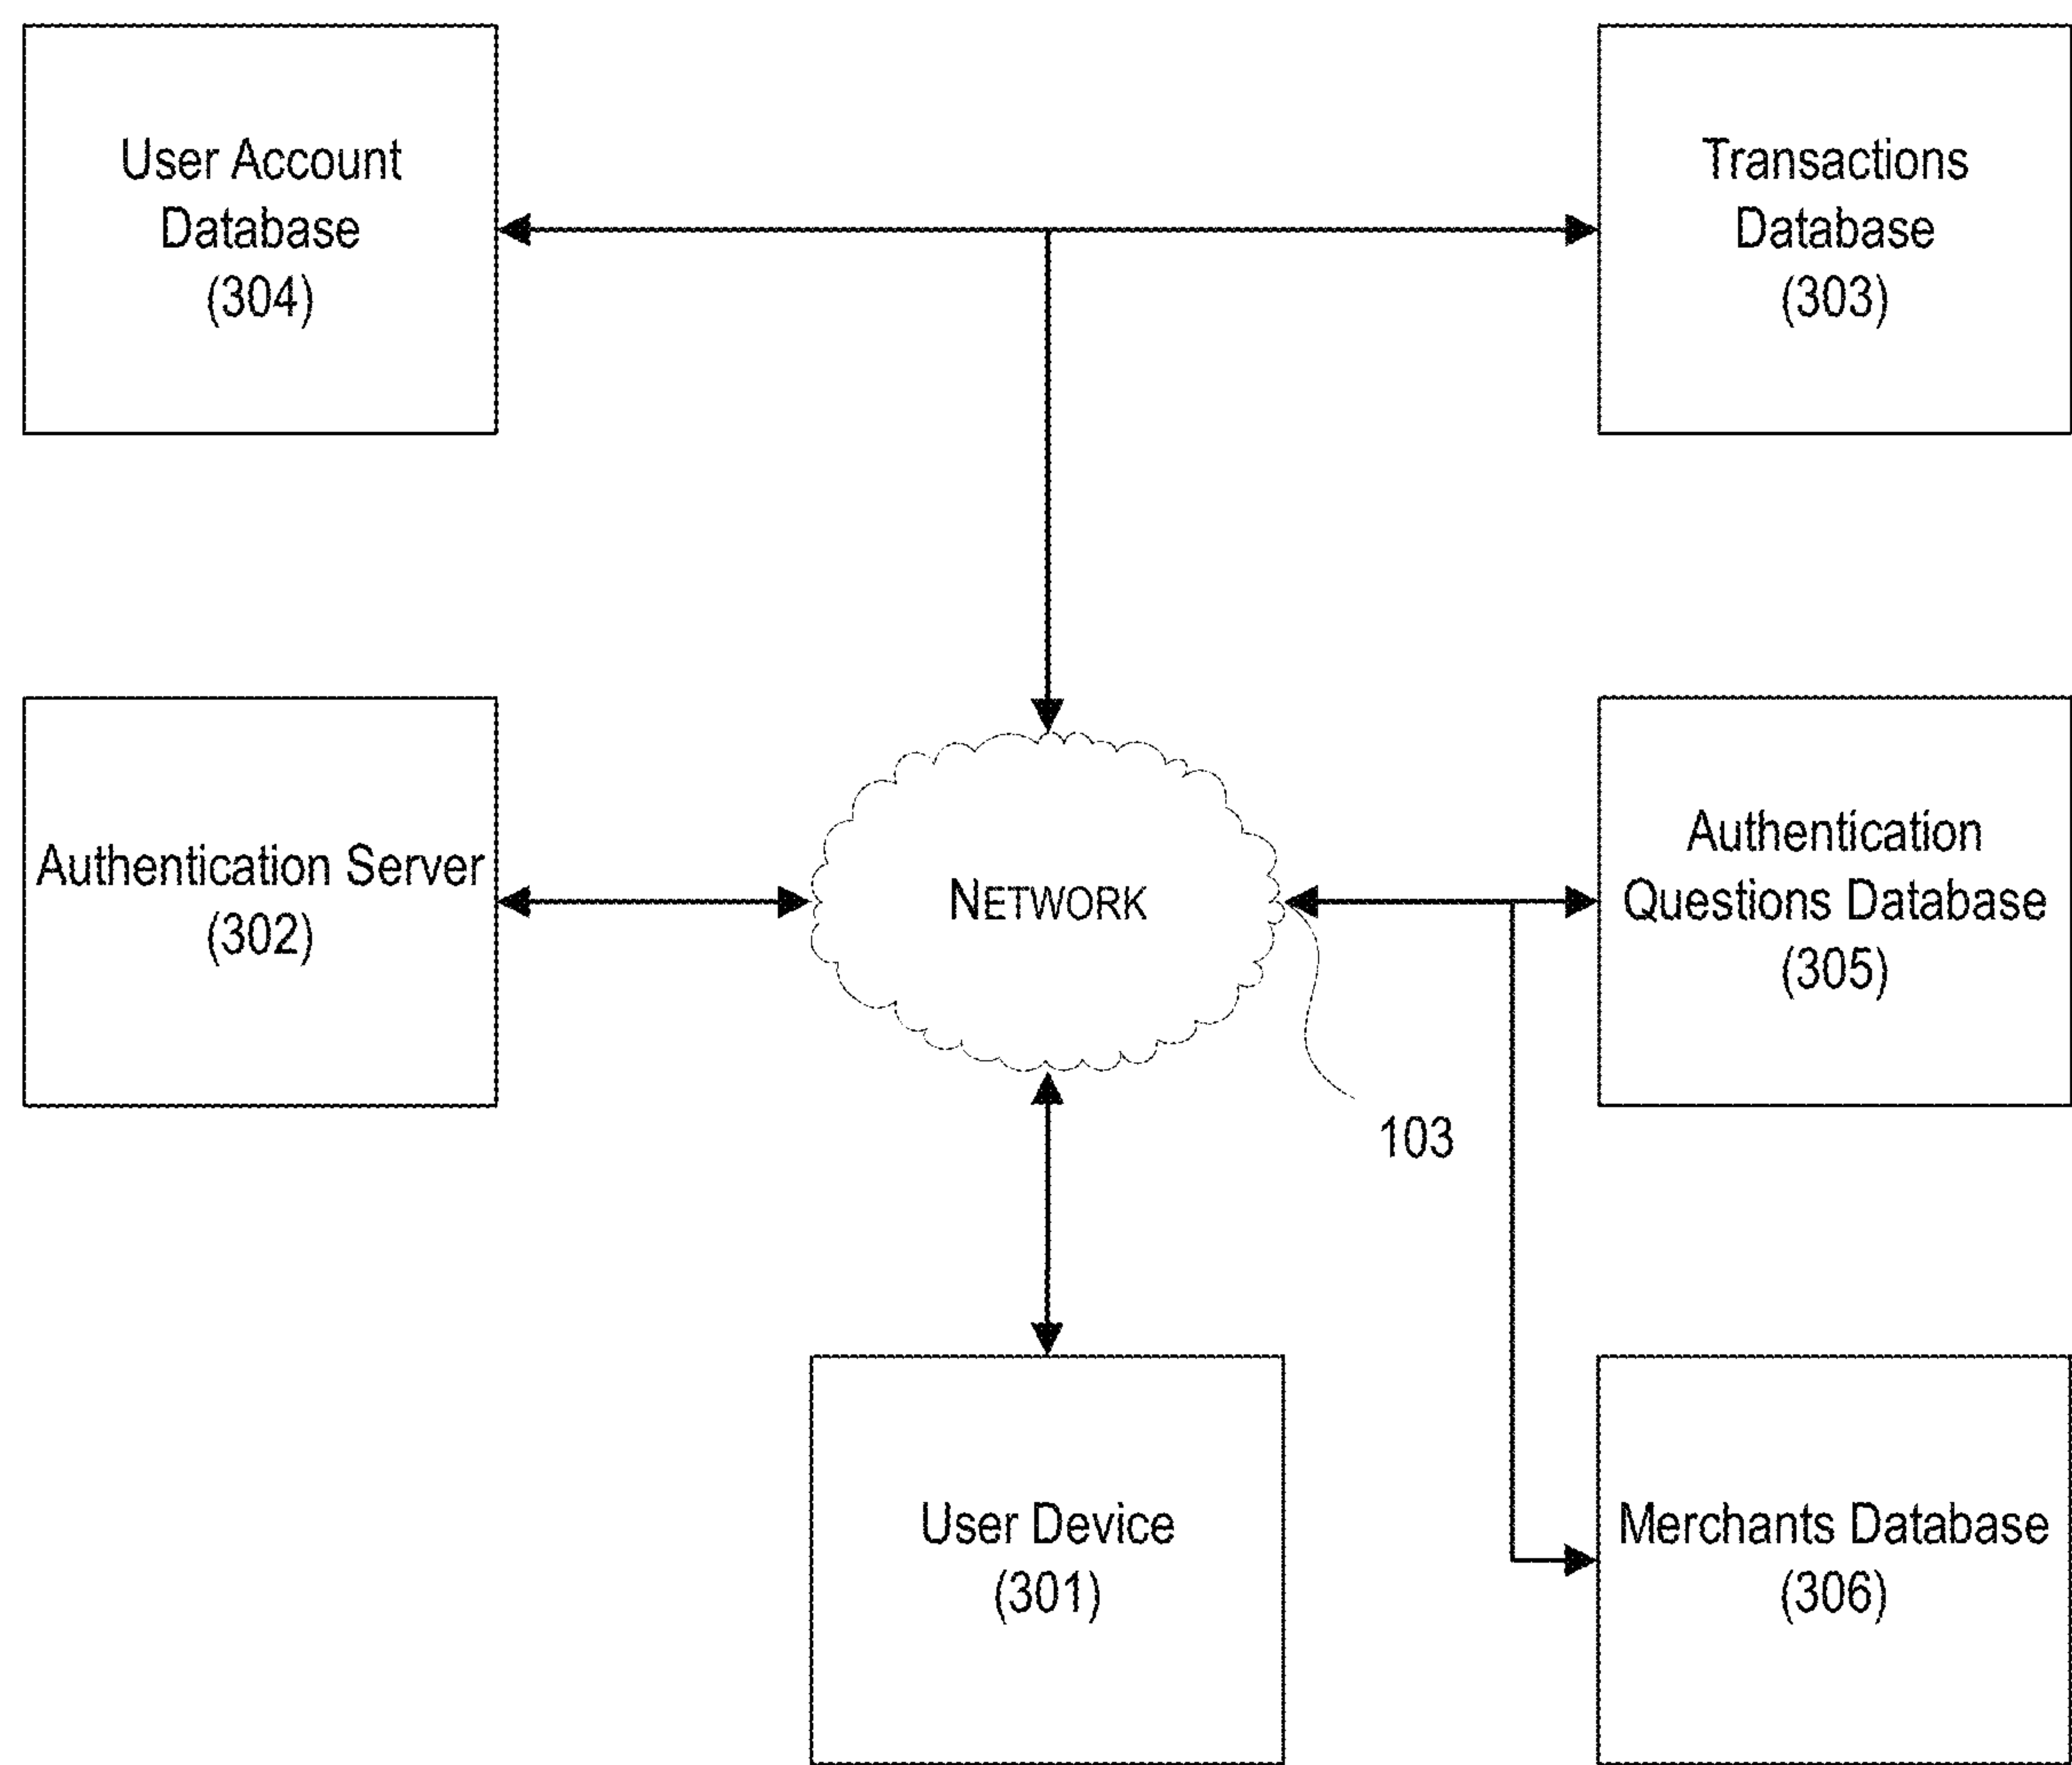 User Account
Database
(304)
Transactions
Database
(303)
Authentication Server
(302)
NETWORK
Authentication
Questions Database
(305)
103
User Device
(301)
Merchants Database
(306)